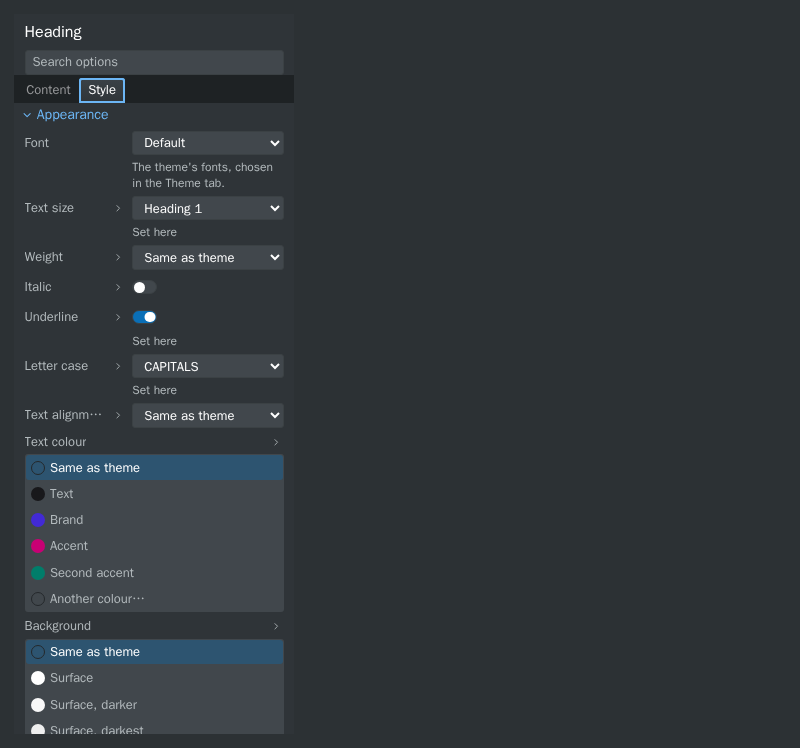 Heading
Search options
Content Style
Appearance
Font Default
The theme's fonts, chosen
in the Theme tab.
Text size Heading 1
Set here
Weight Same as theme
Italic
Underline
Set here
Letter case CAPITALS
Set here
Text alignm… Same as theme
Text colour
Same as theme
Text
Brand
Accent
Second accent
Another colour…
Background
Same as theme
Surface
Surface, darker
Surface, darkest